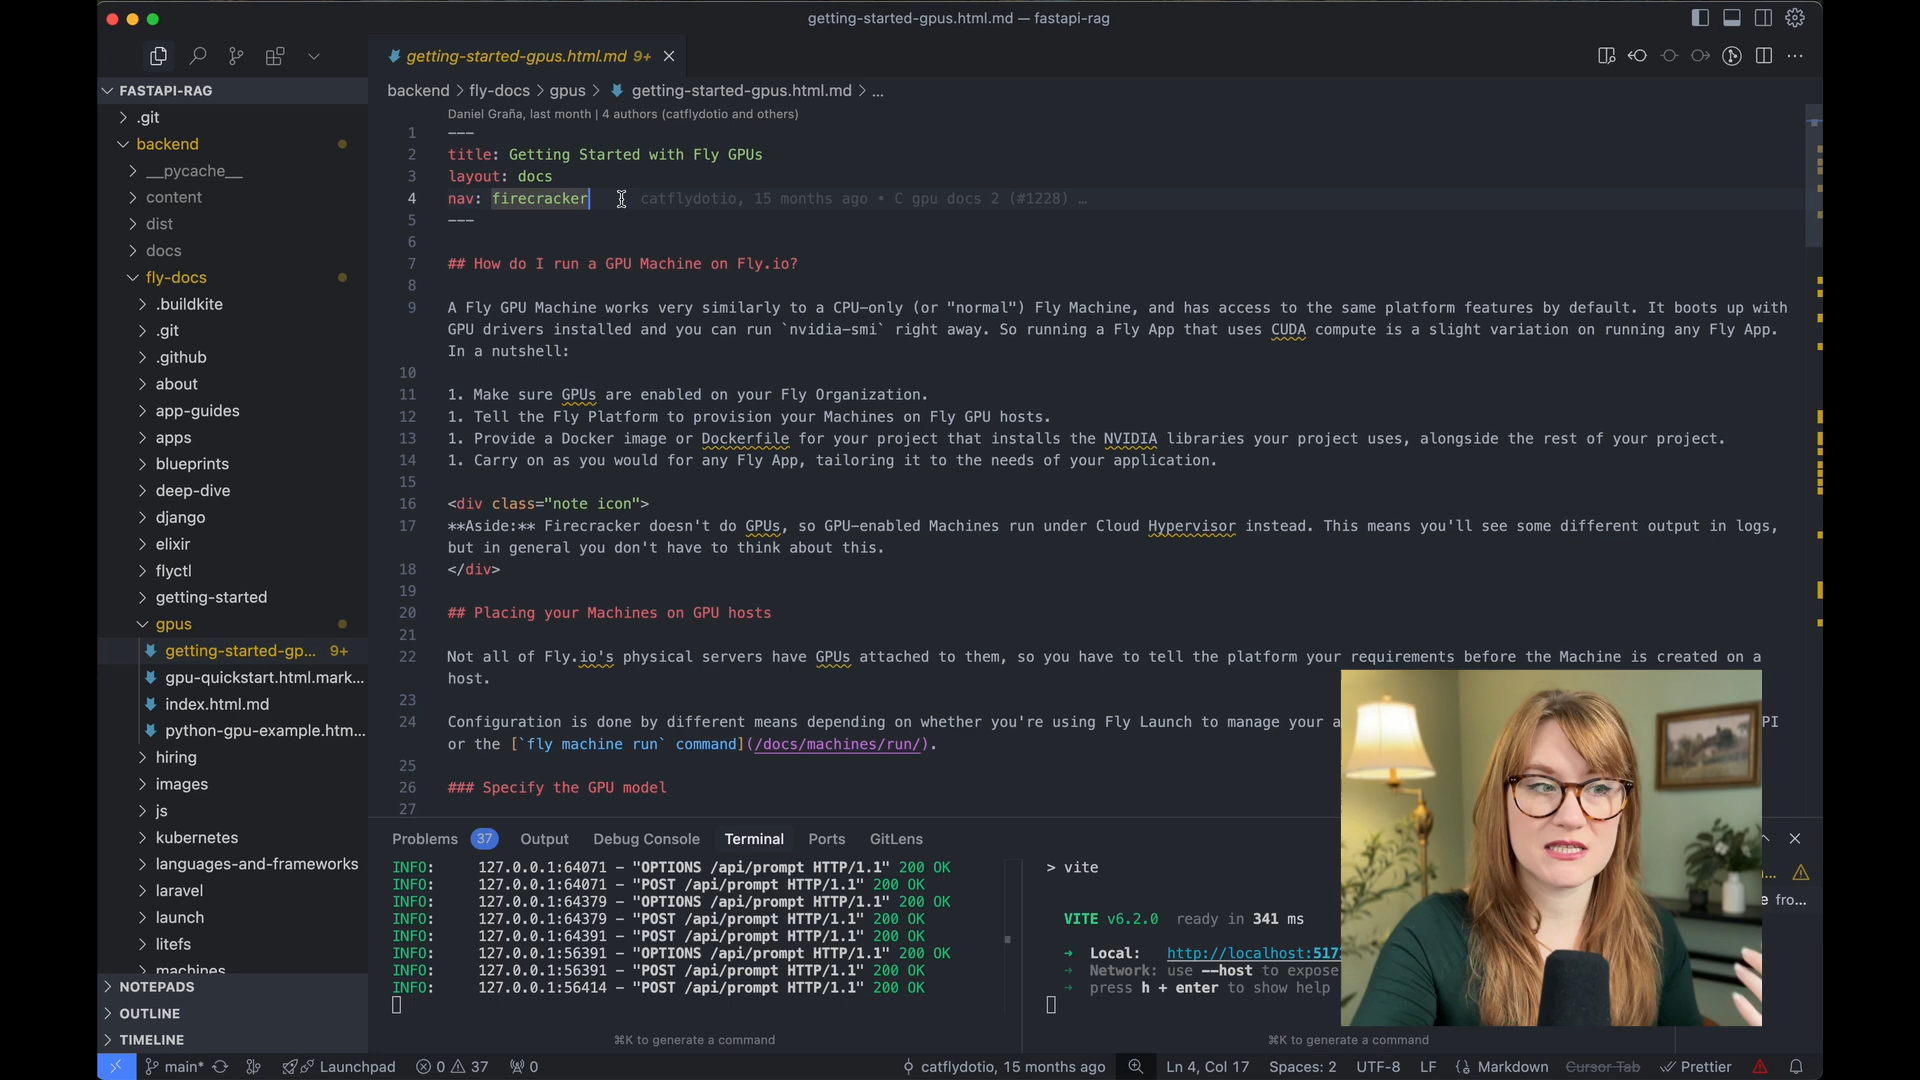 getting-started-gpus.html.md — fastapi-rag
getting-started-gpus.html.md 9+
FASTAPI-RAG
.git
backend
__pycache__
content
dist
docs
fly-docs
.buildkite
.git
.github
about
app-guides
apps
blueprints
deep-dive
django
elixir
flyctl
getting-started
gpus
getting-started-gp... 9+
gpu-quickstart.html.mark...
index.html.md
python-gpu-example.htm...
hiring
images
js
kubernetes
languages-and-frameworks
laravel
launch
litefs
machines
NOTEPADS
OUTLINE
TIMELINE
backend > fly-docs > gpus > getting-started-gpus.html.md > ...
Daniel Graña, last month | 4 authors (catflydotio and others)
1 ---
2 title: Getting Started with Fly GPUs
3 layout: docs
4 nav: firecracker catflydotio, 15 months ago • C gpu docs 2 (#1228) …
5 ---
6
7 ## How do I run a GPU Machine on Fly.io?
8
9 A Fly GPU Machine works very similarly to a CPU-only (or "normal") Fly Machine, and has access to the same platform features by default. It boots up with
GPU drivers installed and you can run `nvidia-smi` right away. So running a Fly App that uses CUDA compute is a slight variation on running any Fly App.
In a nutshell:
10
11 1. Make sure GPUs are enabled on your Fly Organization.
12 1. Tell the Fly Platform to provision your Machines on Fly GPU hosts.
13 1. Provide a Docker image or Dockerfile for your project that installs the NVIDIA libraries your project uses, alongside the rest of your project.
14 1. Carry on as you would for any Fly App, tailoring it to the needs of your application.
15
16 <div class="note icon">
17 **Aside:** Firecracker doesn't do GPUs, so GPU-enabled Machines run under Cloud Hypervisor instead. This means you'll see some different output in logs,
but in general you don't have to think about this.
18 </div>
19
20 ## Placing your Machines on GPU hosts
21
22 Not all of Fly.io's physical servers have GPUs attached to them, so you have to tell the platform your requirements before the Machine is created on a
host.
23
24 Configuration is done by different means depending on whether you're using Fly Launch to manage your a PI
or the [`fly machine run` command](/docs/machines/run/).
25
26 ### Specify the GPU model
27
Problems 37 Output Debug Console Terminal Ports GitLens
INFO: 127.0.0.1:64071 - "OPTIONS /api/prompt HTTP/1.1" 200 OK
INFO: 127.0.0.1:64071 - "POST /api/prompt HTTP/1.1" 200 OK
INFO: 127.0.0.1:64379 - "OPTIONS /api/prompt HTTP/1.1" 200 OK
INFO: 127.0.0.1:64379 - "POST /api/prompt HTTP/1.1" 200 OK
INFO: 127.0.0.1:64391 - "POST /api/prompt HTTP/1.1" 200 OK
INFO: 127.0.0.1:56391 - "OPTIONS /api/prompt HTTP/1.1" 200 OK
INFO: 127.0.0.1:56391 - "POST /api/prompt HTTP/1.1" 200 OK
INFO: 127.0.0.1:56414 - "POST /api/prompt HTTP/1.1" 200 OK
⌘K to generate a command
> vite
VITE v6.2.0 ready in 341 ms
➜ Local: http://localhost:517
➜ Network: use --host to expose
➜ press h + enter to show help
⌘K to generate a command
e fro...
main* Launchpad 0 37 0 catflydotio, 15 months ago Ln 4, Col 17 Spaces: 2 UTF-8 LF Markdown Cursor Tab Prettier